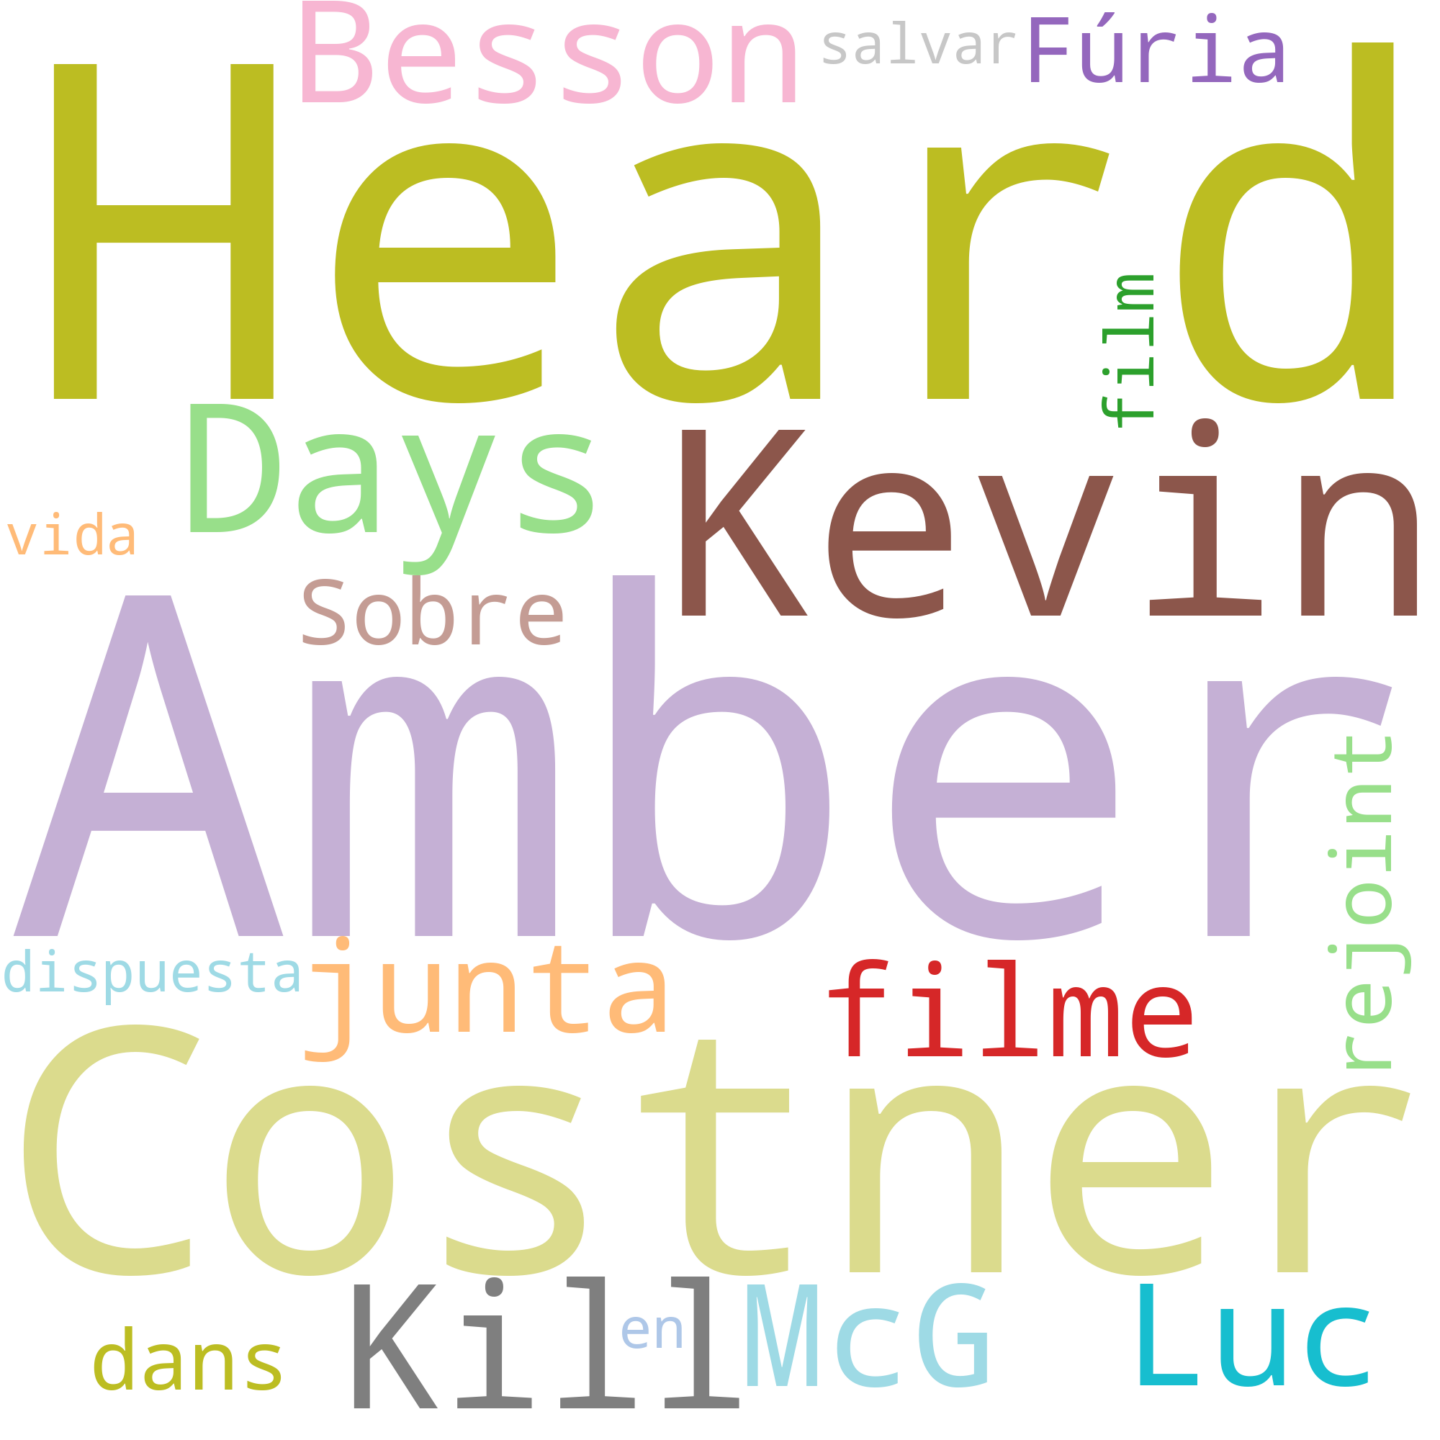 Besson salvar Fúria
Heard
film
Days Kevin
vida
Sobre
Amber
rejoint
dispuesta junta filme
Costner
dans Kill en McG Luc